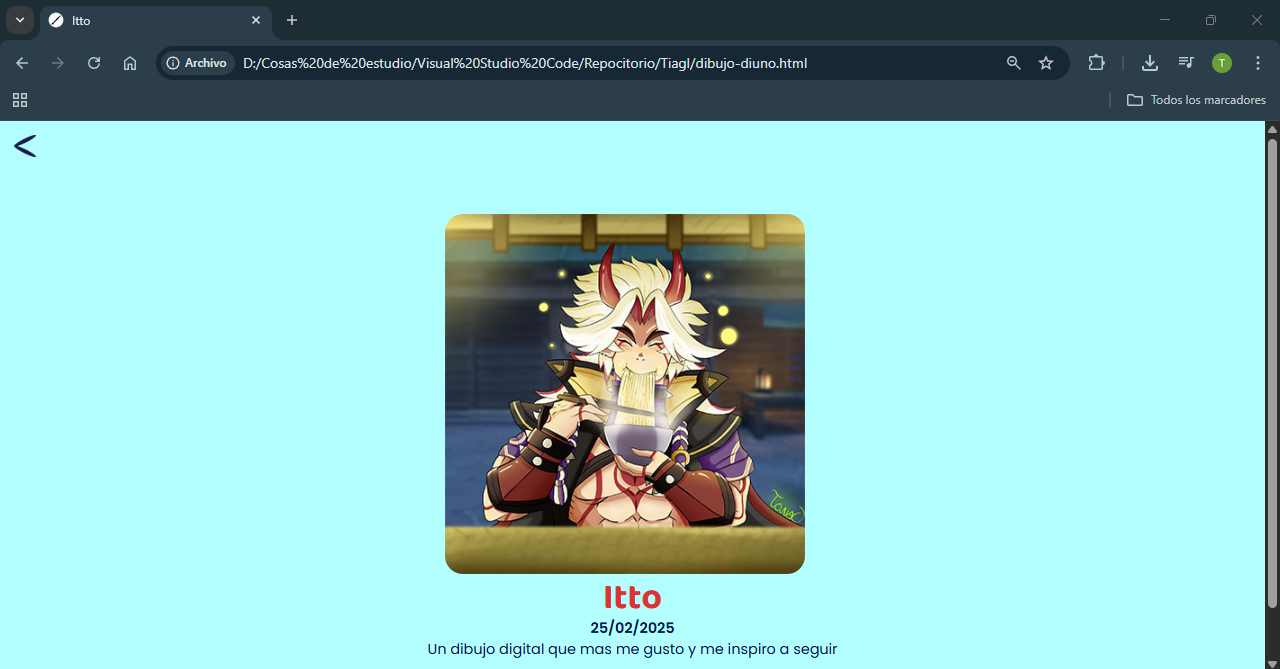 Itto
Archivo
D:/Cosas%20de%20estudio/Visual%20Studio%20Code/Repocitorio/Tiagl/dibujo-diuno.html
T
Todos los marcadores
<
Itto
25/02/2025
Un dibujo digital que mas me gusto y me inspiro a seguir